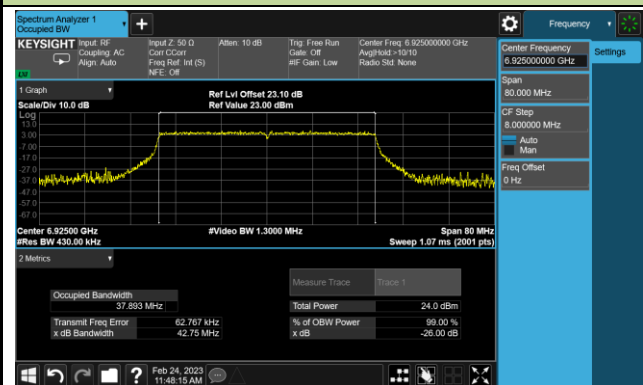 Spectrum Analyzer 1
Occupied BW
Frequency
KEYSIGHT
Input: RF
Coupling: AC
Align: Auto
Input Z: 50 Ω
Corr CCorr
Freq Ref: Int (S)
NFE: Off
Atten: 10 dB
Trig: Free Run
Gate: Off
#IF Gain: Low
Center Freq: 6.925000000 GHz
Avg|Hold:>10/10
Radio Std: None
Center Frequency
6.925000000 GHz
Settings
Span
80.000 MHz
CF Step
8.000000 MHz
Auto
Man
Freq Offset
0 Hz
1 Graph
Scale/Div 10.0 dB
Ref Lvl Offset 23.10 dB
Ref Value 23.00 dBm
Log
13.0
3.00
-7.00
-17.0
-27.0
-37.0
-47.0
-57.0
-67.0
Center 6.92500 GHz
#Video BW 1.3000 MHz
Span 80 MHz
#Res BW 430.00 kHz
Sweep 1.07 ms (2001 pts)
2 Metrics
Measure Trace
Trace 1
Occupied Bandwidth
37.893 MHz
Total Power
24.0 dBm
Transmit Freq Error
62.767 kHz
% of OBW Power
99.00 %
x dB Bandwidth
42.75 MHz
x dB
-26.00 dB
Feb 24, 2023
11:48:15 AM